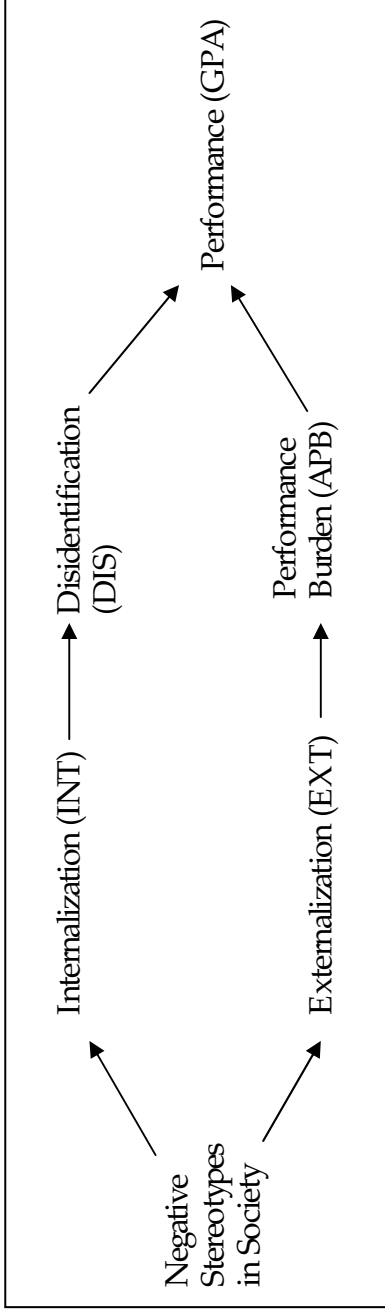 Negative
Stereotypes
in Society
Internalization (INT)
Disidentification
(DIS)
Externalization (EXT)
Performance
Burden (APB)
Performance (GPA)